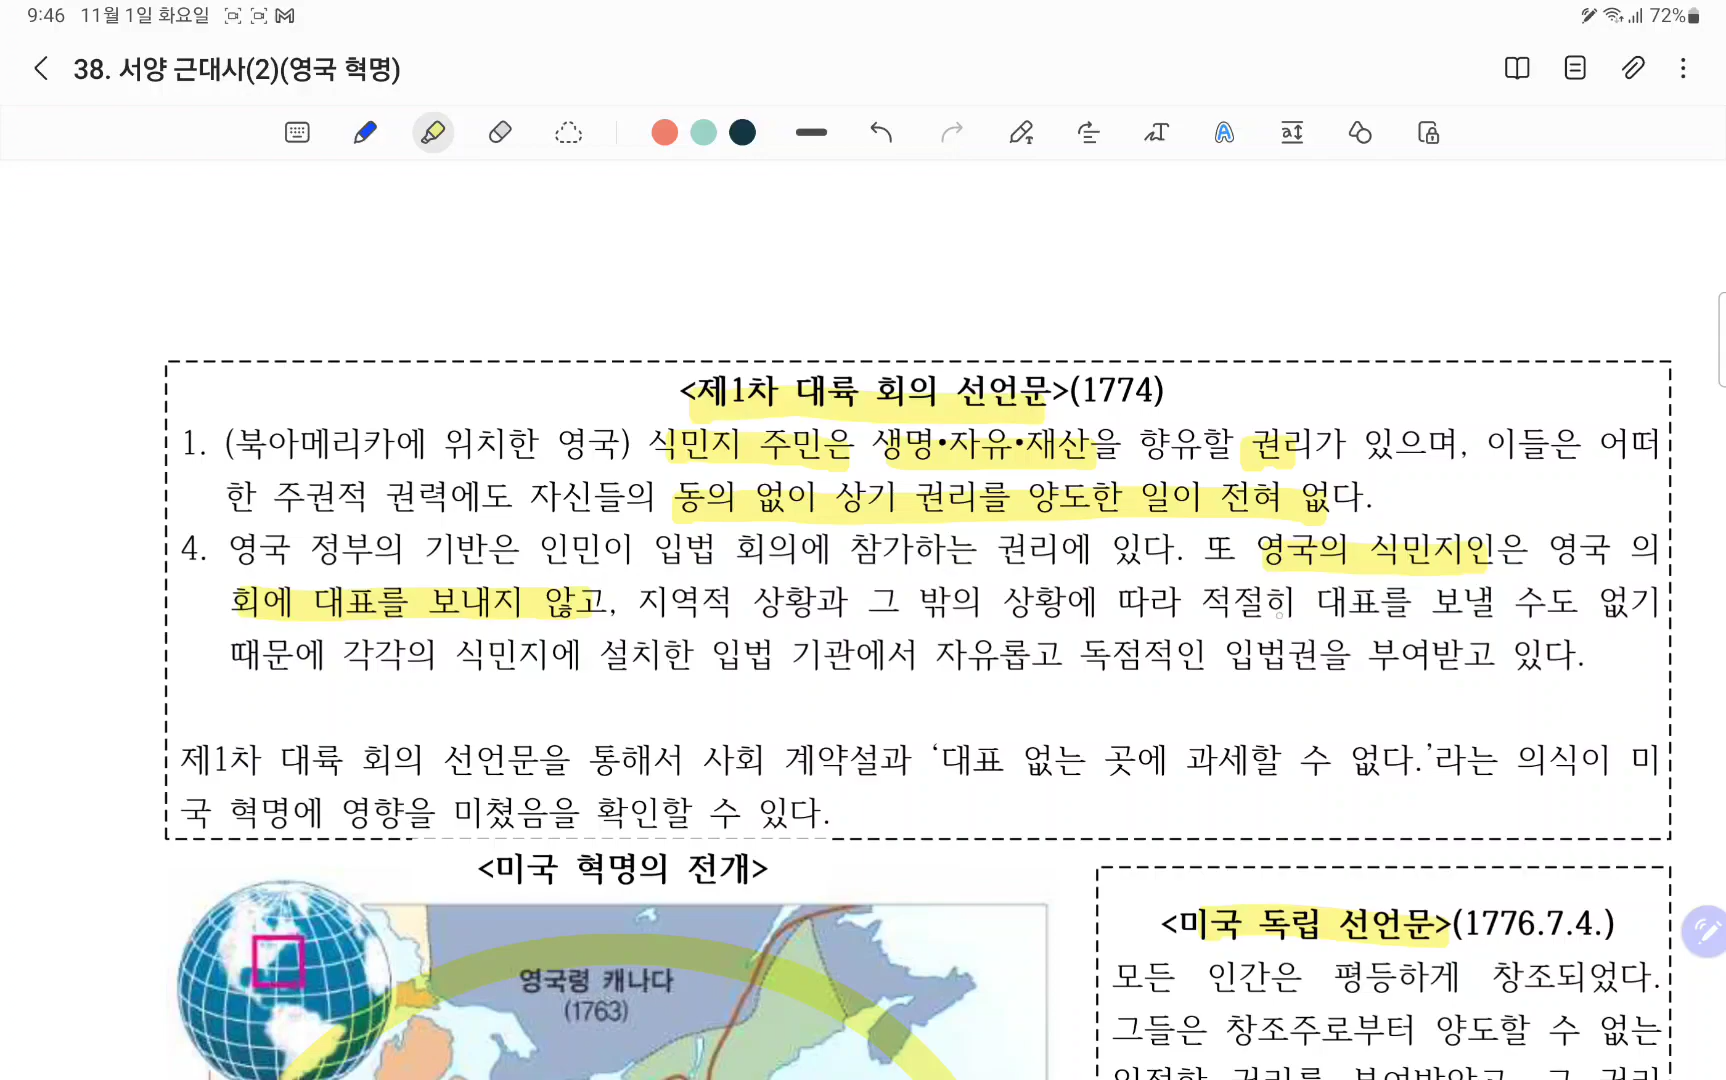 9:46 11월 1일 화요일 72%
38. 서양 근대사(2)(영국 혁명)
<제1차 대륙 회의 선언문>(1774)
1. (북아메리카에 위치한 영국) 식민지 주민은 생명•자유•재산을 향유할 권리가 있으며, 이들은 어떠
한 주권적 권력에도 자신들의 동의 없이 상기 권리를 양도한 일이 전혀 없다.
4. 영국 정부의 기반은 인민이 입법 회의에 참가하는 권리에 있다. 또 영국의 식민지인은 영국 의
회에 대표를 보내지 않고, 지역적 상황과 그 밖의 상황에 따라 적절히 대표를 보낼 수도 없기
때문에 각각의 식민지에 설치한 입법 기관에서 자유롭고 독점적인 입법권을 부여받고 있다.
제1차 대륙 회의 선언문을 통해서 사회 계약설과 ‘대표 없는 곳에 과세할 수 없다.’라는 의식이 미
국 혁명에 영향을 미쳤음을 확인할 수 있다.
<미국 혁명의 전개>
영국령 캐나다
(1763)
<미국 독립 선언문>(1776.7.4.)
모든 인간은 평등하게 창조되었다.
그들은 창조주로부터 양도할 수 없는